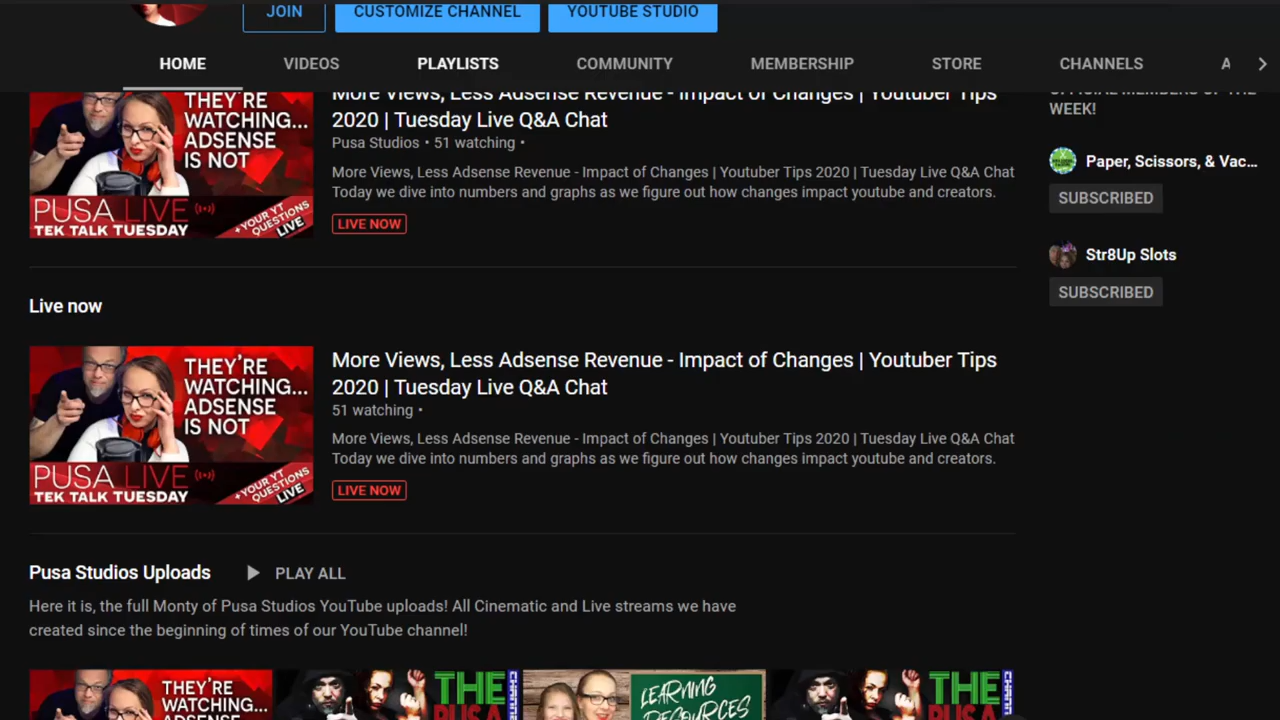 JOIN
CUSTOMIZE CHANNEL
YOUTUBE STUDIO
HOME
VIDEOS
PLAYLISTS
COMMUNITY
MEMBERSHIP
STORE
CHANNELS
A
THEY'RE
WATCHING...
ADSENSE
IS NOT
PUSA LIVE
TEK TALK TUESDAY
+YOUR YT
QUESTIONS
LIVE
More Views, Less Adsense Revenue - Impact of Changes | Youtuber Tips
2020 | Tuesday Live Q&A Chat
Pusa Studios • 51 watching •
More Views, Less Adsense Revenue - Impact of Changes | Youtuber Tips 2020 | Tuesday Live Q&A Chat
Today we dive into numbers and graphs as we figure out how changes impact youtube and creators.
LIVE NOW
OFFICIAL MEMBERS OF THE
WEEK!
Paper, Scissors, & Vac...
SUBSCRIBED
Str8Up Slots
SUBSCRIBED
Live now
THEY'RE
WATCHING...
ADSENSE
IS NOT
PUSA LIVE
TEK TALK TUESDAY
+YOUR YT
QUESTIONS
LIVE
More Views, Less Adsense Revenue - Impact of Changes | Youtuber Tips
2020 | Tuesday Live Q&A Chat
51 watching •
More Views, Less Adsense Revenue - Impact of Changes | Youtuber Tips 2020 | Tuesday Live Q&A Chat
Today we dive into numbers and graphs as we figure out how changes impact youtube and creators.
LIVE NOW
Pusa Studios Uploads
PLAY ALL
Here it is, the full Monty of Pusa Studios YouTube uploads! All Cinematic and Live streams we have
created since the beginning of times of our YouTube channel!
THEY'RE
WATCHING...
ADSENSE
THE
PUSA
LEARNING
RESOURCES
THE
PUSA